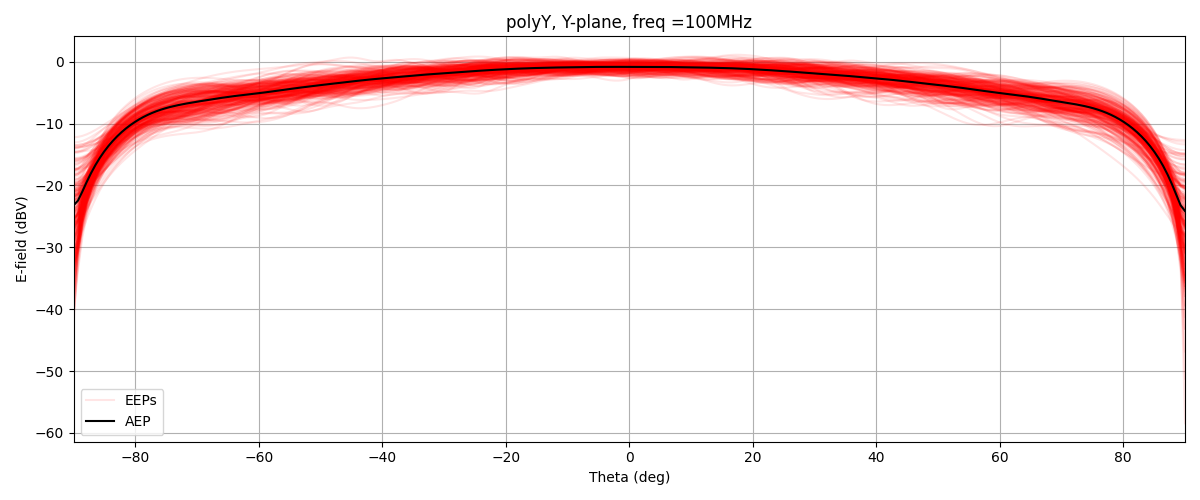 polyY, Y-plane, freq =100MHz
E-field (dBV)
0
−10
−20
−30
−40
−50
−60
EEPs
AEP
−80 −60 −40 −20 0 20 40 60 80
Theta (deg)